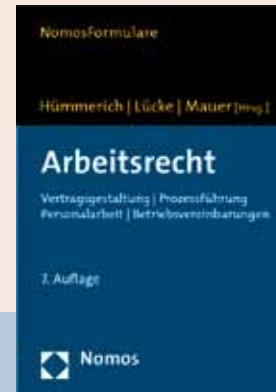 NomosFormulare
Hümmerich | Lücke | Mauer [Hrsg.]
Arbeitsrecht
Vertragsgestaltung | Prozessführung
Personalarbeit | Betriebsvereinbarungen
7. Auflage
Nomos